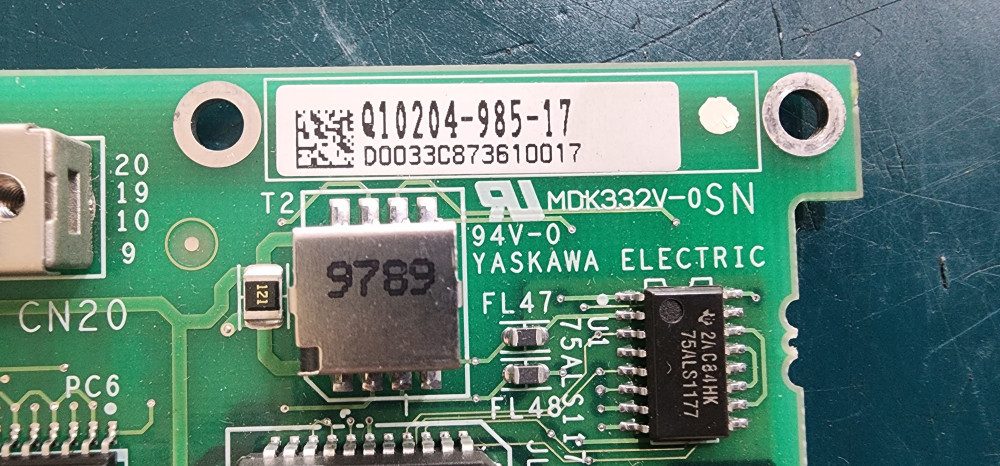 Q10204-985-17
D0033C873610017
20
19
10
9
T2
MDK332V-0 SN
94V-0
YASKAWA ELECTRIC
9789
121
CN20
FL47
U1
75ALS117
2AC84HK
75ALS1177
PC6
FL48